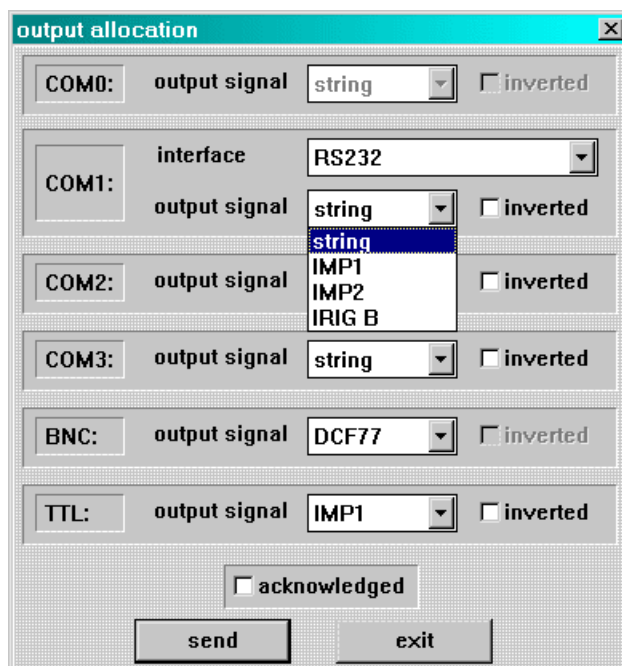 output allocation
COM0: output signal string inverted
COM1: interface RS232
output signal string inverted
string
IMP1
IMP2
IRIG B
COM2: output signal inverted
COM3: output signal string inverted
BNC: output signal DCF77 inverted
TTL: output signal IMP1 inverted
acknowledged
send exit